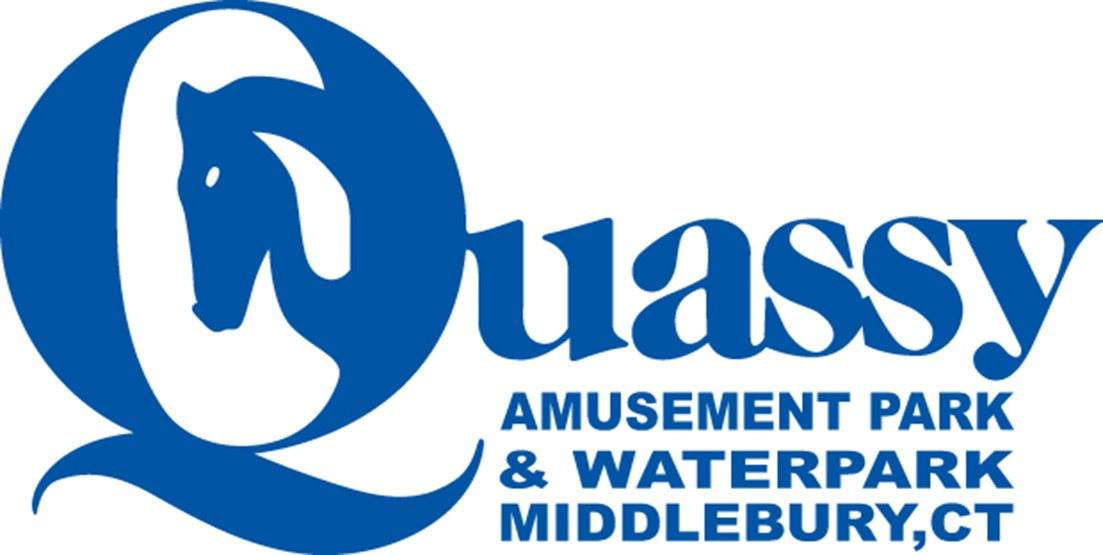 Quassy
AMUSEMENT PARK
& WATERPARK
MIDDLEBURY,CT